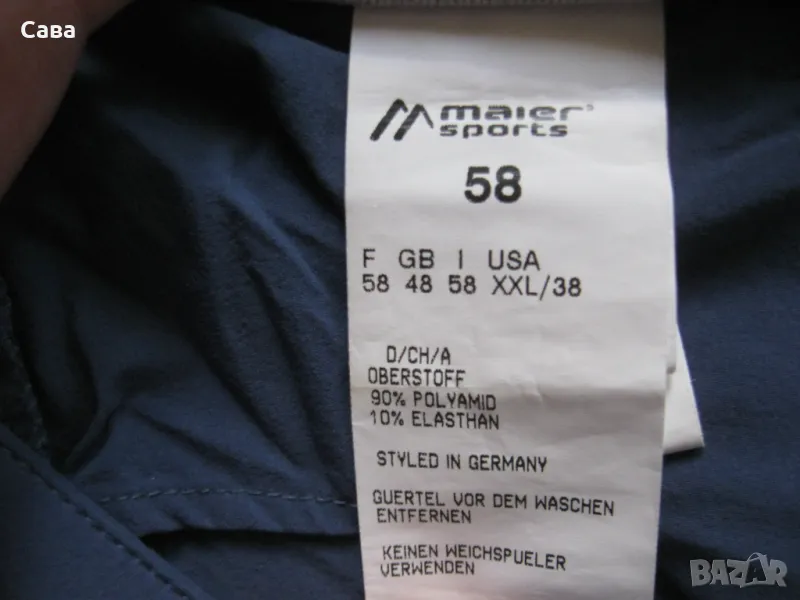 Сава
maier
sports
58
F GB I USA
58 48 58 XXL/38
D/CH/A
OBERSTOFF
90% POLYAMID
10% ELASTHAN
STYLED IN GERMANY
GUERTEL VOR DEM WASCHEN
ENTFERNEN
KEINEN WEICHSPUELER
VERWENDEN
BAZAR